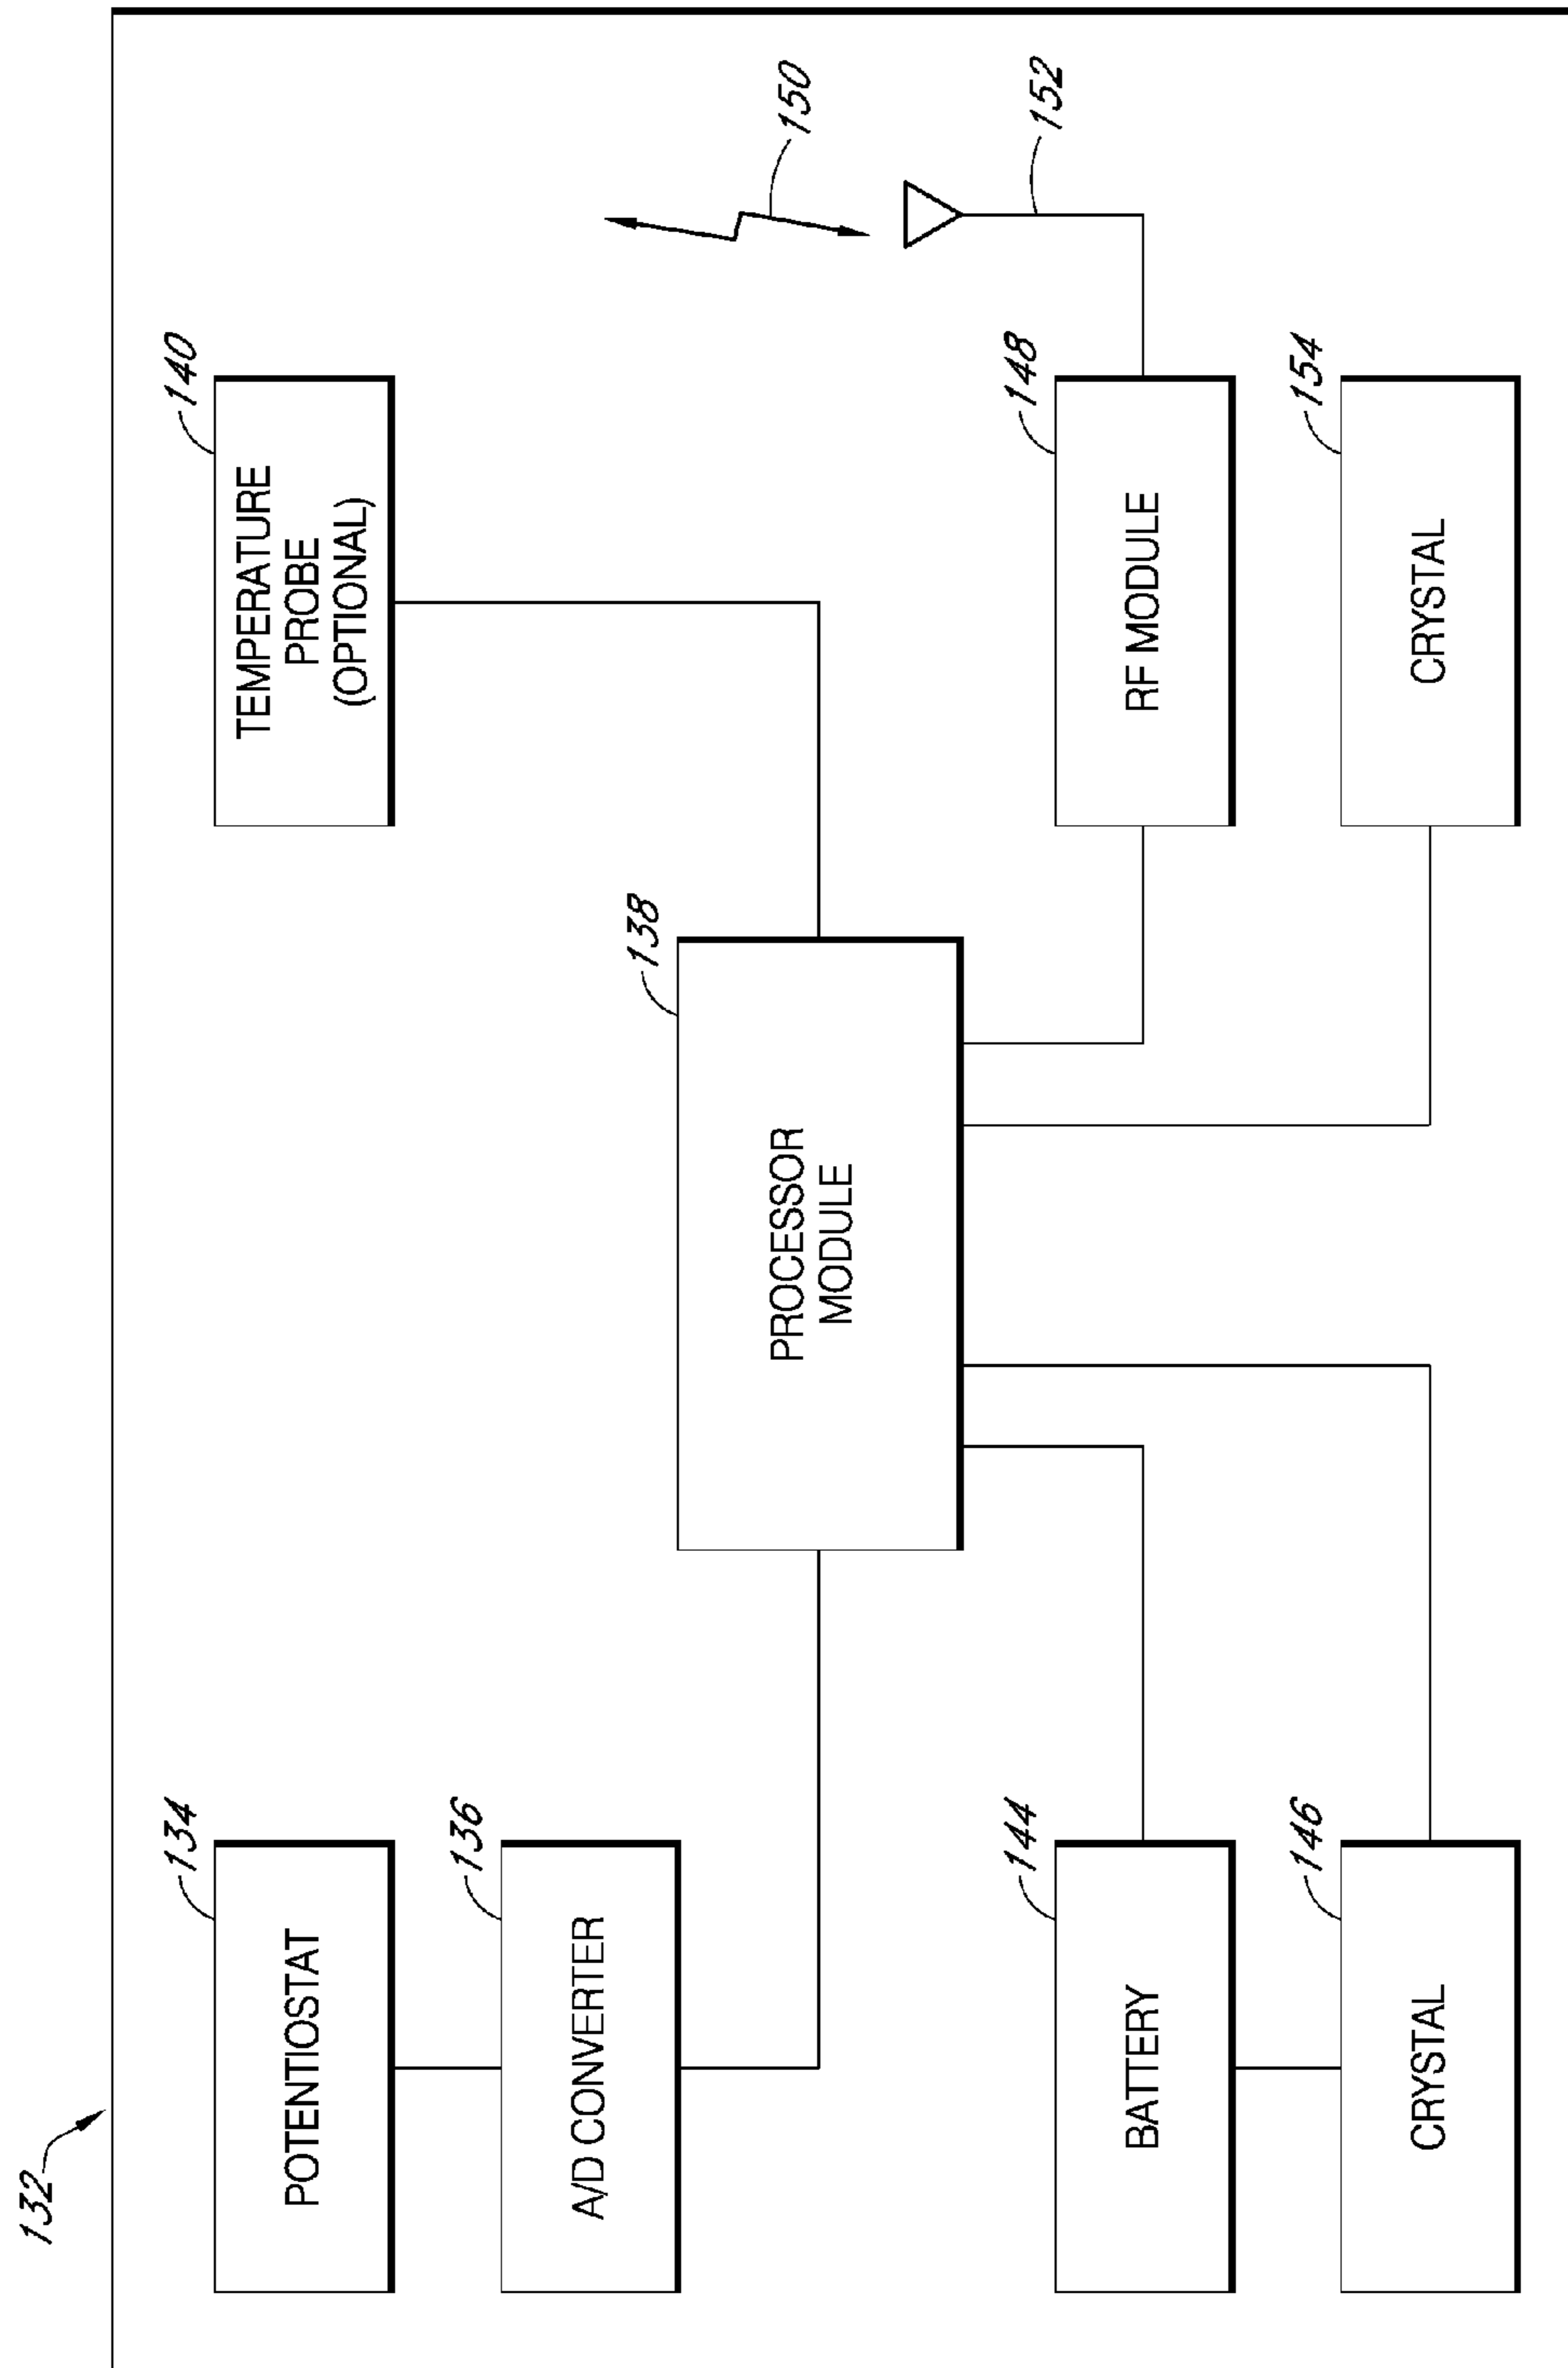 132
134
POTENTIOSTAT
140
TEMPERATURE
PROBE
(OPTIONAL)
136
A/D CONVERTER
138
PROCESSOR
MODULE
150
152
144
BATTERY
148
RF MODULE
146
CRYSTAL
154
CRYSTAL